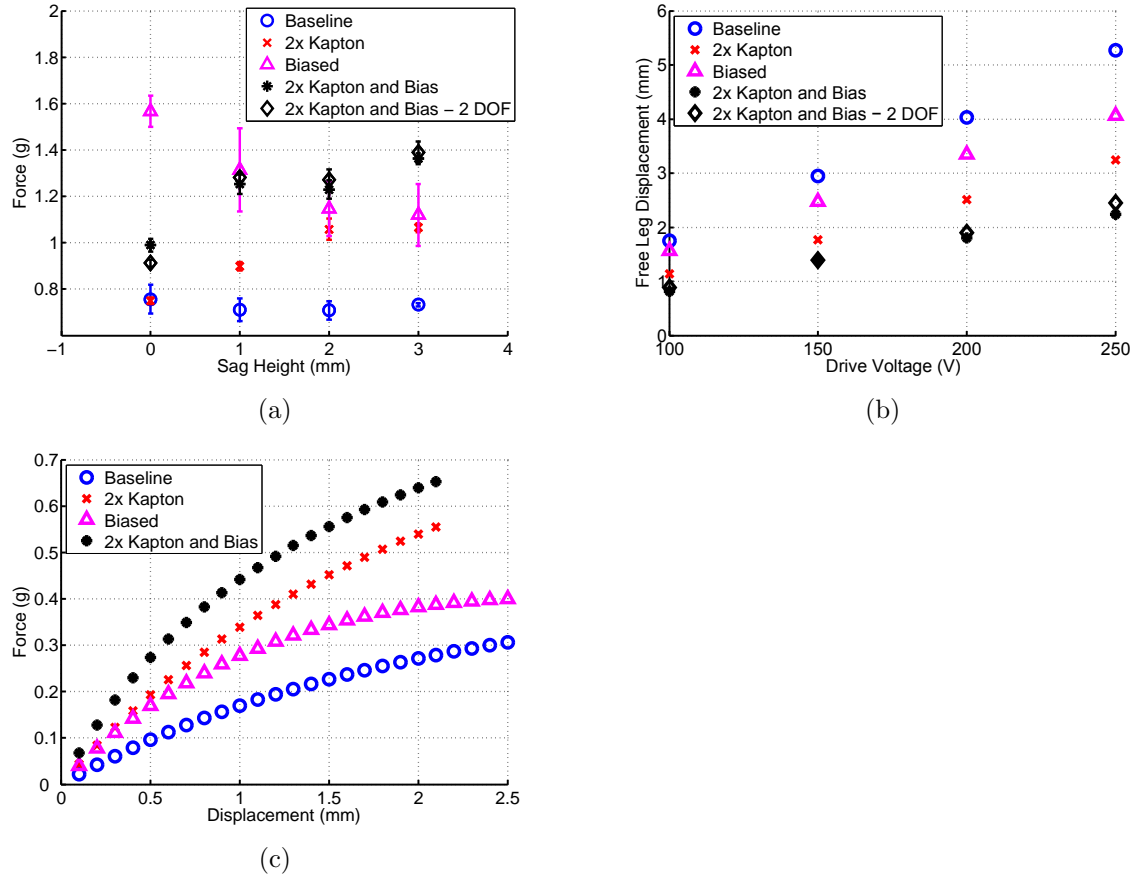 2
1.8
1.6
1.4
1.2
1
0.8
Force (g)
−1
0
1
2
3
4
Sag Height (mm)
Baseline
2x Kapton
Biased
2x Kapton and Bias
2x Kapton and Bias − 2 DOF
(a)
6
5
4
3
2
1
0
Free Leg Displacement (mm)
100
150
200
250
Drive Voltage (V)
Baseline
2x Kapton
Biased
2x Kapton and Bias
2x Kapton and Bias − 2 DOF
(b)
0.7
0.6
0.5
0.4
0.3
0.2
0.1
0
Force (g)
0
0.5
1
1.5
2
2.5
Displacement (mm)
Baseline
2x Kapton
Biased
2x Kapton and Bias
(c)